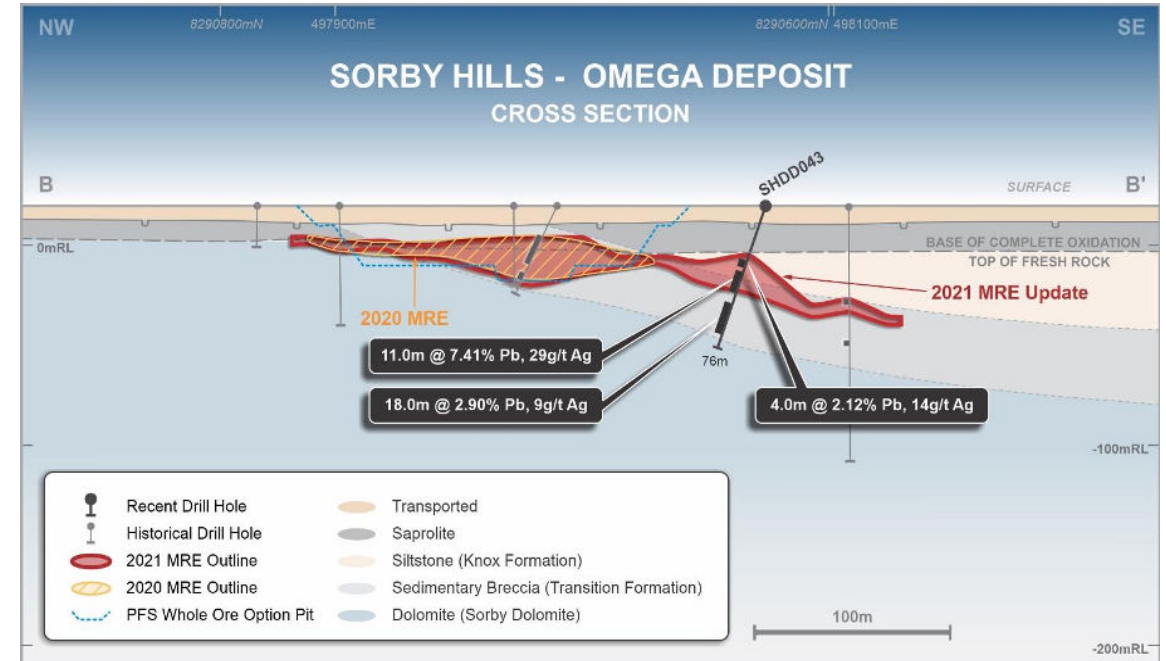 NW
8290800mN
497900mE
8290600mN 498100mE
SE
SORBY HILLS - OMEGA DEPOSIT
CROSS SECTION
B
SHDD043
SURFACE
B'
0mRL
BASE OF COMPLETE OXIDATION
TOP OF FRESH ROCK
2021 MRE Update
2020 MRE
11.0m @ 7.41% Pb, 29g/t Ag
76m
18.0m @ 2.90% Pb, 9g/t Ag
4.0m @ 2.12% Pb, 14g/t Ag
-100mRL
Recent Drill Hole
Historical Drill Hole
2021 MRE Outline
2020 MRE Outline
PFS Whole Ore Option Pit
Transported
Saprolite
Siltstone (Knox Formation)
Sedimentary Breccia (Transition Formation)
Dolomite (Sorby Dolomite)
100m
-200mRL